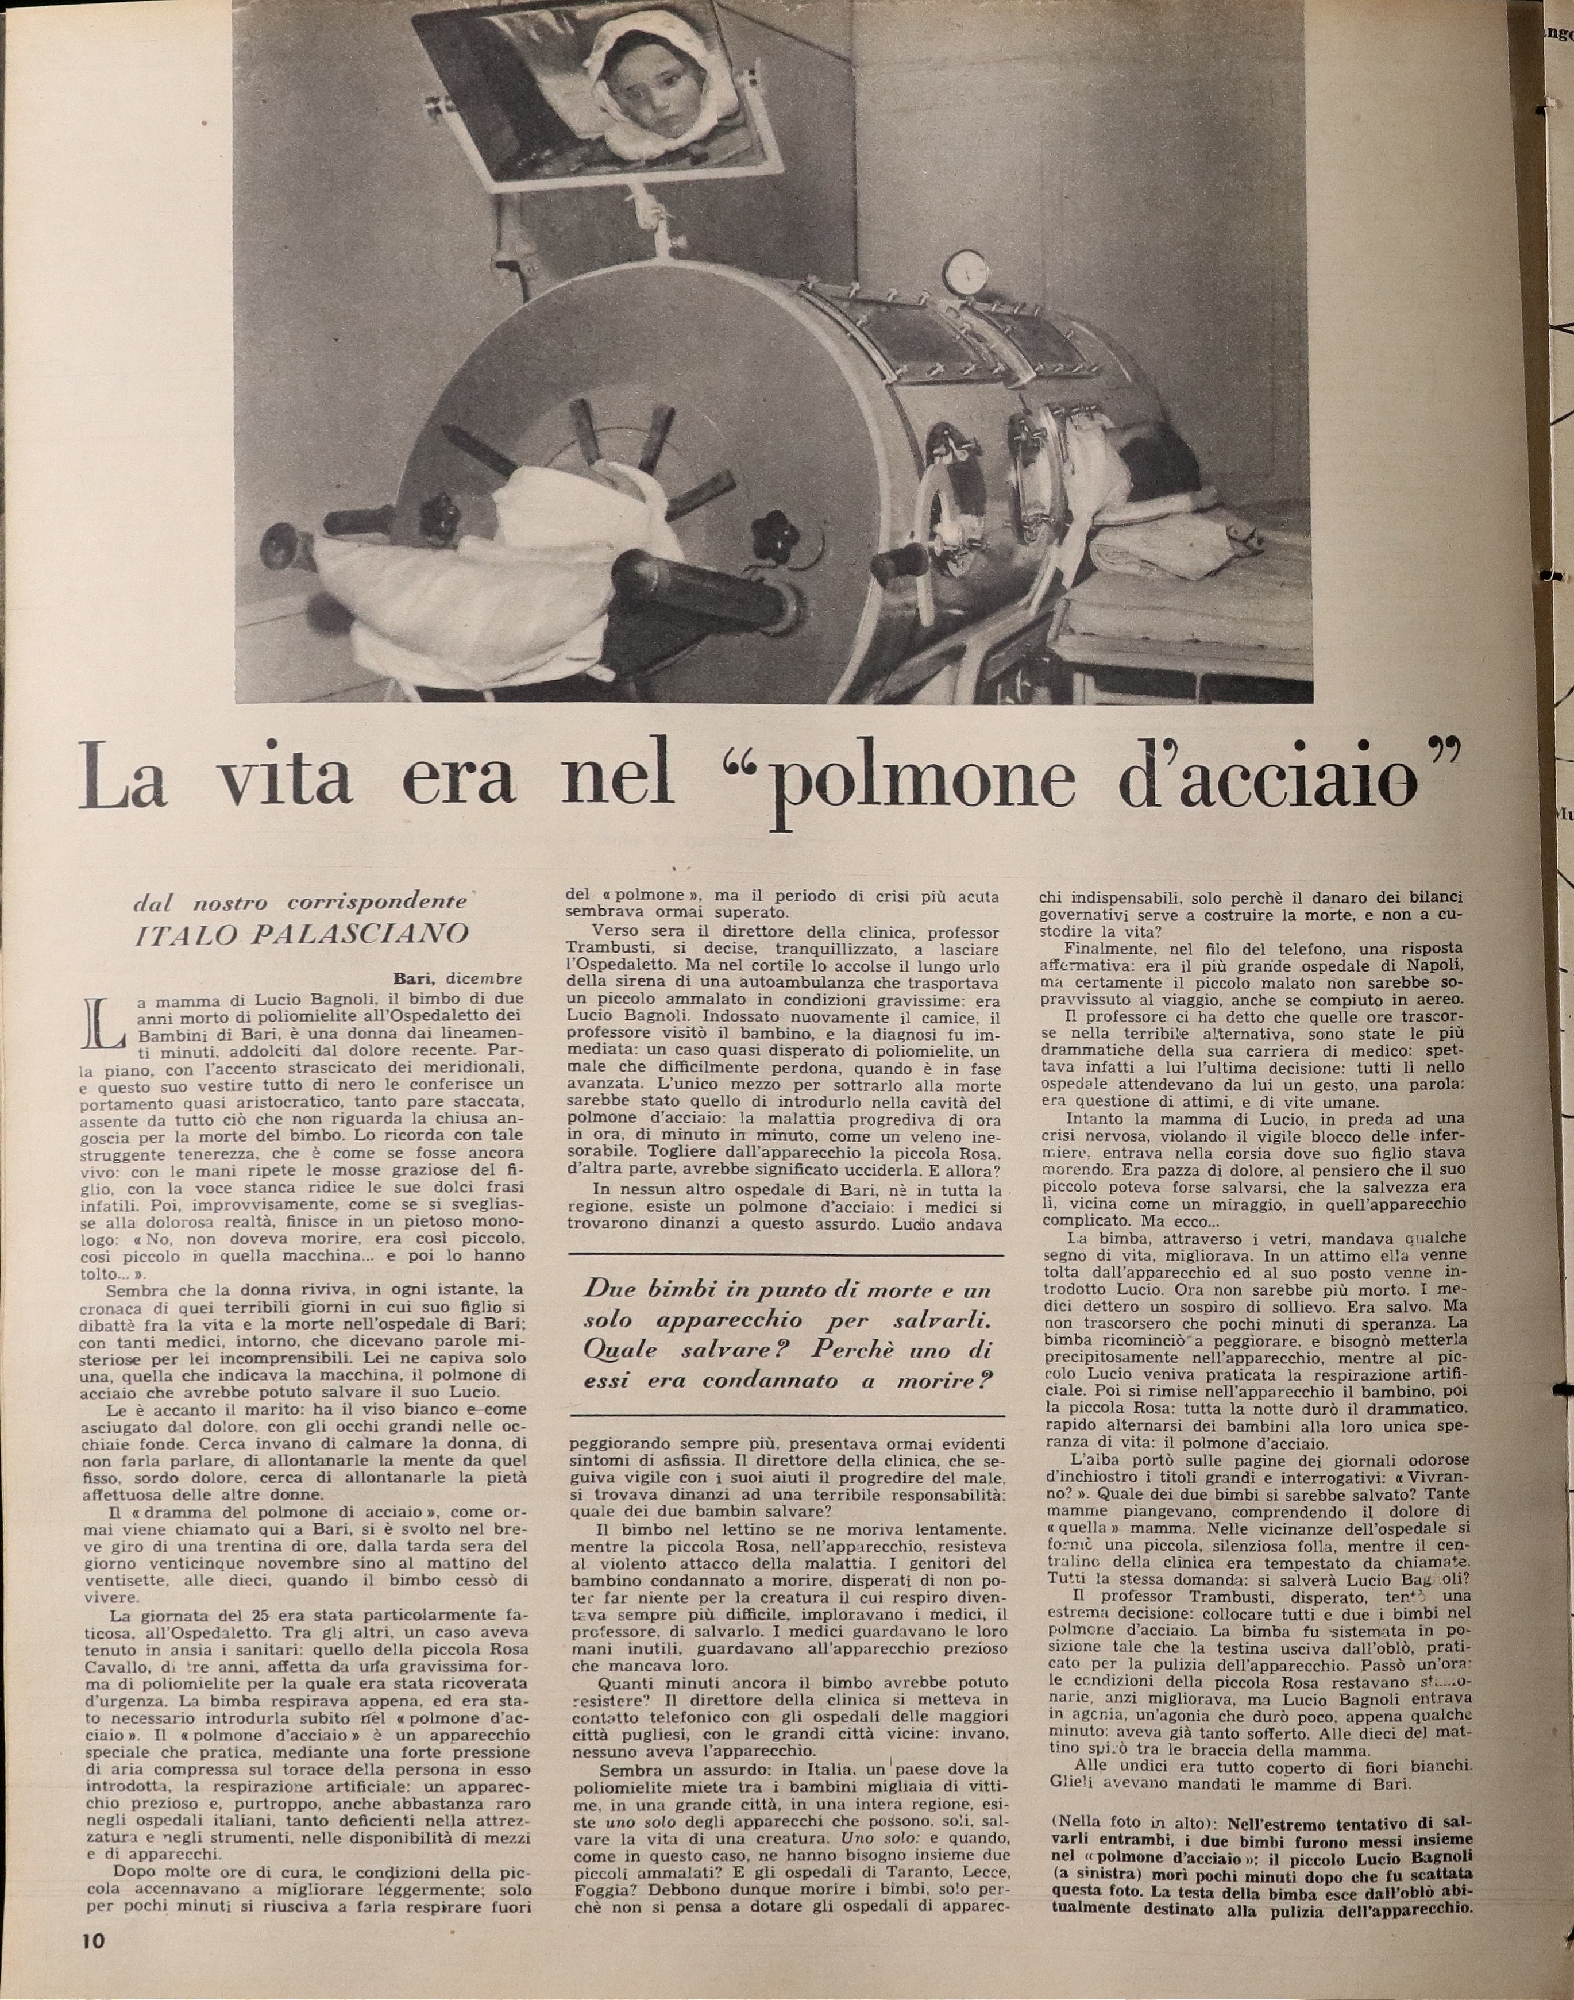 La vita era nel “polmone d’acciaio”
dal nostro corrispondente
ITALO PALASCIANO
Bari, dicembre
La mamma di Lucio Bagnoli, il bimbo di due
anni morto di poliomielite all'Ospedaletto dei
Bambini di Bari, è una donna dai lineamen-
ti minuti, addolciti dal dolore recente. Par-
la piano, con l'accento strascicato dei meridionali,
e questo suo vestire tutto di nero le conferisce un
portamento quasi aristocratico, tanto pare staccata,
assente da tutto ciò che non riguarda la chiusa an-
goscia per la morte del bimbo. Lo ricorda con tale
struggente tenerezza, che è come se fosse ancora
vivo: con le mani ripete le mosse graziose del fi-
glio, con la voce stanca ridice le sue dolci frasi
infatili. Poi, improvvisamente, come se si svegliàs-
se alla dolorosa realtà, finisce in un pietoso mono-
logo: «No, non doveva morire, era così piccolo,
così piccolo in quella macchina... e poi lo hanno
tolto... ».
Sembra che la donna riviva, in ogni istante, la
cronaca di quei terribili giorni in cui suo figlio si
dibattè fra la vita e la morte nell'ospedale di Bari;
con tanti medici, intorno, che dicevano parole mi-
steriose per lei incomprensibili. Lei ne capiva solo
una, quella che indicava la macchina, il polmone di
acciaio che avrebbe potuto salvare il suo Lucio.
Le è accanto il marito: ha il viso bianco e come
asciugato dal dolore, con gli occhi grandi nelle oc-
chiaie fonde. Cerca invano di calmare la donna, di
non farla parlare, di allontanarle la mente da quel
fisso, sordo dolore, cerca di allontanarle la pietà
affettuosa delle altre donne.
Il «dramma del polmone di acciaio», come or-
mai viene chiamato qui a Bari, si è svolto nel bre-
ve giro di una trentina di ore, dalla tarda sera del
giorno venticinque novembre sino al mattino del
ventisette, alle dieci, quando il bimbo cessò di
vivere.
La giornata del 25 era stata particolarmente fa-
ticosa, all'Ospedaletto. Tra gli altri, un caso aveva
tenuto in ansia i sanitari: quello della piccola Rosa
Cavallo, di tre anni, affetta da una gravissima for-
ma di poliomielite per la quale era stata ricoverata
d'urgenza. La bimba respirava appena, ed era sta-
to necessario introdurla subito nel «polmone d'ac-
ciaio». Il «polmone d'acciaio» è un apparecchio
speciale che pratica, mediante una forte pressione
di aria compressa sul torace della persona in esso
introdotta, la respirazione artificiale: un apparec-
chio prezioso e, purtroppo, anche abbastanza raro
negli ospedali italiani, tanto deficienti nella attrez-
zatura e negli strumenti, nelle disponibilità di mezzi
e di apparecchi.
Dopo molte ore di cura, le condizioni della pic-
cola accennavano a migliorare leggermente; solo
per pochi minuti si riusciva a farla respirare fuori
del «polmone», ma il periodo di crisi più acuta
sembrava ormai superato.
Verso sera il direttore della clinica, professor
Trambusti, si decise, tranquillizzato, a lasciare
l'Ospedaletto. Ma nel cortile lo accolse il lungo urlo
della sirena di una autoambulanza che trasportava
un piccolo ammalato in condizioni gravissime: era
Lucio Bagnoli. Indossato nuovamente il camice, il
professore visitò il bambino, e la diagnosi fu im-
mediata: un caso quasi disperato di poliomielite, un
male che difficilmente perdona, quando è in fase
avanzata. L'unico mezzo per sottrarlo alla morte
sarebbe stato quello di introdurlo nella cavità del
polmone d'acciaio: la malattia progrediva di ora
in ora, di minuto in minuto, come un veleno ine-
sorabile. Togliere dall'apparecchio la piccola Rosa,
d'altra parte, avrebbe significato ucciderla. E allora?
In nessun altro ospedale di Bari, nè in tutta la
regione, esiste un polmone d'acciaio: i medici si
trovarono dinanzi a questo assurdo. Lucio andava
Due bimbi in punto di morte e un
solo apparecchio per salvarli.
Quale salvare? Perchè uno di
essi era condannato a morire?
peggiorando sempre più, presentava ormai evidenti
sintomi di asfissia. Il direttore della clinica, che se-
guiva vigile con i suoi aiuti il progredire del male,
si trovava dinanzi ad una terribile responsabilità:
quale dei due bambin salvare?
Il bimbo nel lettino se ne moriva lentamente,
mentre la piccola Rosa, nell'apparecchio, resisteva
al violento attacco della malattia. I genitori del
bambino condannato a morire, disperati di non po-
ter far niente per la creatura il cui respiro diven-
tava sempre più difficile, imploravano i medici, il
professore, di salvarlo. I medici guardavano le loro
mani inutili, guardavano all'apparecchio prezioso
che mancava loro.
Quanti minuti ancora il bimbo avrebbe potuto
resistere? Il direttore della clinica si metteva in
contatto telefonico con gli ospedali delle maggiori
città pugliesi, con le grandi città vicine: invano,
nessuno aveva l'apparecchio.
Sembra un assurdo: in Italia, un paese dove la
poliomielite miete tra i bambini migliaia di vitti-
me, in una grande città, in una intera regione, esi-
ste uno solo degli apparecchi che possono, soli, sal-
vare la vita di una creatura. Uno solo: e quando,
come in questo caso, ne hanno bisogno insieme due
piccoli ammalati? E gli ospedali di Taranto, Lecce,
Foggia? Debbono dunque morire i bimbi, solo per-
chè non si pensa a dotare gli ospedali di apparec-
chi indispensabili, solo perchè il danaro dei bilanci
governativi serve a costruire la morte, e non a cu-
stodire la vita?
Finalmente, nel filo del telefono, una risposta
affermativa: era il più grande ospedale di Napoli,
ma certamente il piccolo malato non sarebbe so-
pravvissuto al viaggio, anche se compiuto in aereo.
Il professore ci ha detto che quelle ore trascor-
se nella terribile alternativa, sono state le più
drammatiche della sua carriera di medico: spet-
tava infatti a lui l'ultima decisione: tutti lì nello
ospedale attendevano da lui un gesto, una parola:
era questione di attimi, e di vite umane.
Intanto la mamma di Lucio, in preda ad una
crisi nervosa, violando il vigile blocco delle infer-
miere, entrava nella corsia dove suo figlio stava
morendo. Era pazza di dolore, al pensiero che il suo
piccolo poteva forse salvarsi, che la salvezza era
lì, vicina come un miraggio, in quell'apparecchio
complicato. Ma ecco...
La bimba, attraverso i vetri, mandava qualche
segno di vita, migliorava. In un attimo ella venne
tolta dall'apparecchio ed al suo posto venne in-
trodotto Lucio. Ora non sarebbe più morto. I me-
dici dettero un sospiro di sollievo. Era salvo. Ma
non trascorsero che pochi minuti di speranza. La
bimba ricominciò a peggiorare, e bisognò metterla
precipitosamente nell'apparecchio, mentre al pic-
colo Lucio veniva praticata la respirazione artifi-
ciale. Poi si rimise nell'apparecchio il bambino, poi
la piccola Rosa: tutta la notte durò il drammatico,
rapido alternarsi dei bambini alla loro unica spe-
ranza di vita: il polmone d'acciaio.
L'alba portò sulle pagine dei giornali odorose
d'inchiostro i titoli grandi e interrogativi: «Vivran-
no?». Quale dei due bimbi si sarebbe salvato? Tante
mamme piangevano, comprendendo il dolore di
«quella» mamma. Nelle vicinanze dell'ospedale si
formò una piccola, silenziosa folla, mentre il cen-
tralino della clinica era tempestato da chiamate.
Tutti la stessa domanda: si salverà Lucio Bagnoli?
Il professor Trambusti, disperato, tentò una
estrema decisione: collocare tutti e due i bimbi nel
polmone d'acciaio. La bimba fu sistemata in po-
sizione tale che la testina usciva dall'oblò, prati-
cato per la pulizia dell'apparecchio. Passò un'ora:
le condizioni della piccola Rosa restavano stazio-
narie, anzi migliorava, ma Lucio Bagnoli entrava
in agonia, un'agonia che durò poco, appena qualche
minuto: aveva già tanto sofferto. Alle dieci del mat-
tino spirò tra le braccia della mamma.
Alle undici era tutto coperto di fiori bianchi.
Glieli avevano mandati le mamme di Bari.
(Nella foto in alto): Nell'estremo tentativo di sal-
varli entrambi, i due bimbi furono messi insieme
nel «polmone d'acciaio»: il piccolo Lucio Bagnoli
(a sinistra) morì pochi minuti dopo che fu scattata
questa foto. La testa della bimba esce dall'oblò abi-
tualmente destinato alla pulizia dell'apparecchio.
10